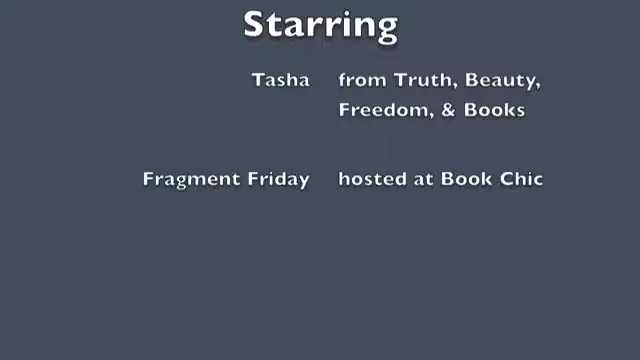 Starring
Tasha from Truth, Beauty,
Freedom, & Books
Fragment Friday hosted at Book Chic